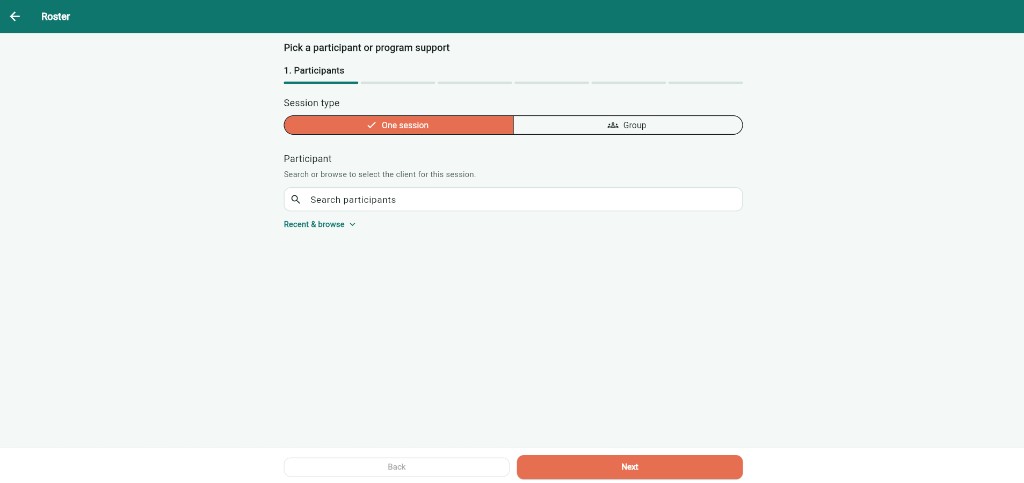 Roster
Pick a participant or program support
1. Participants
Session type
One session
Group
Participant
Search or browse to select the client for this session.
Search participants
Recent & browse
Back
Next